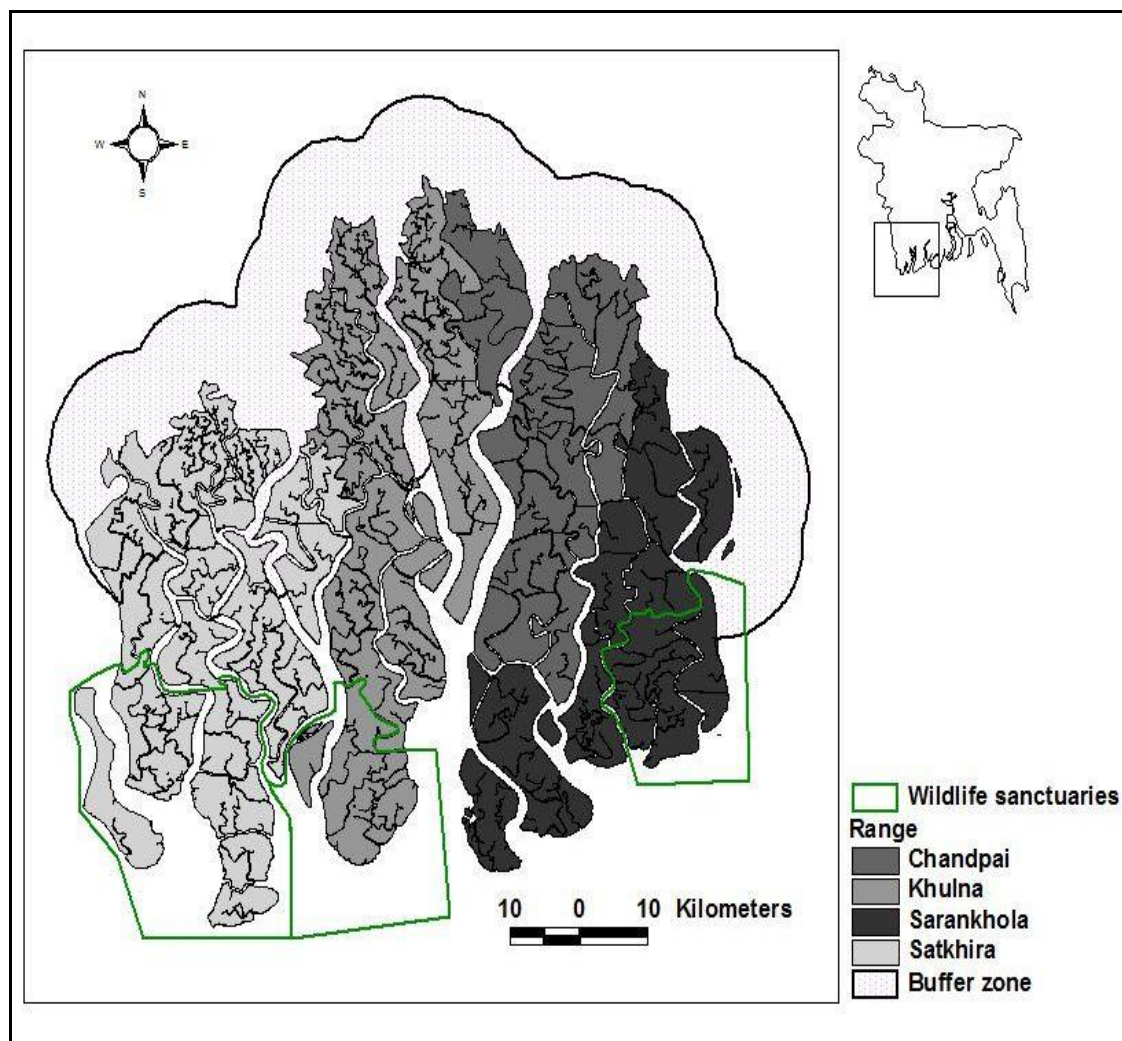 N
W E
S
Wildlife sanctuaries
Range
Chandpai
Khulna
Sarankhola
Satkhira
Buffer zone
10 0 10 Kilometers